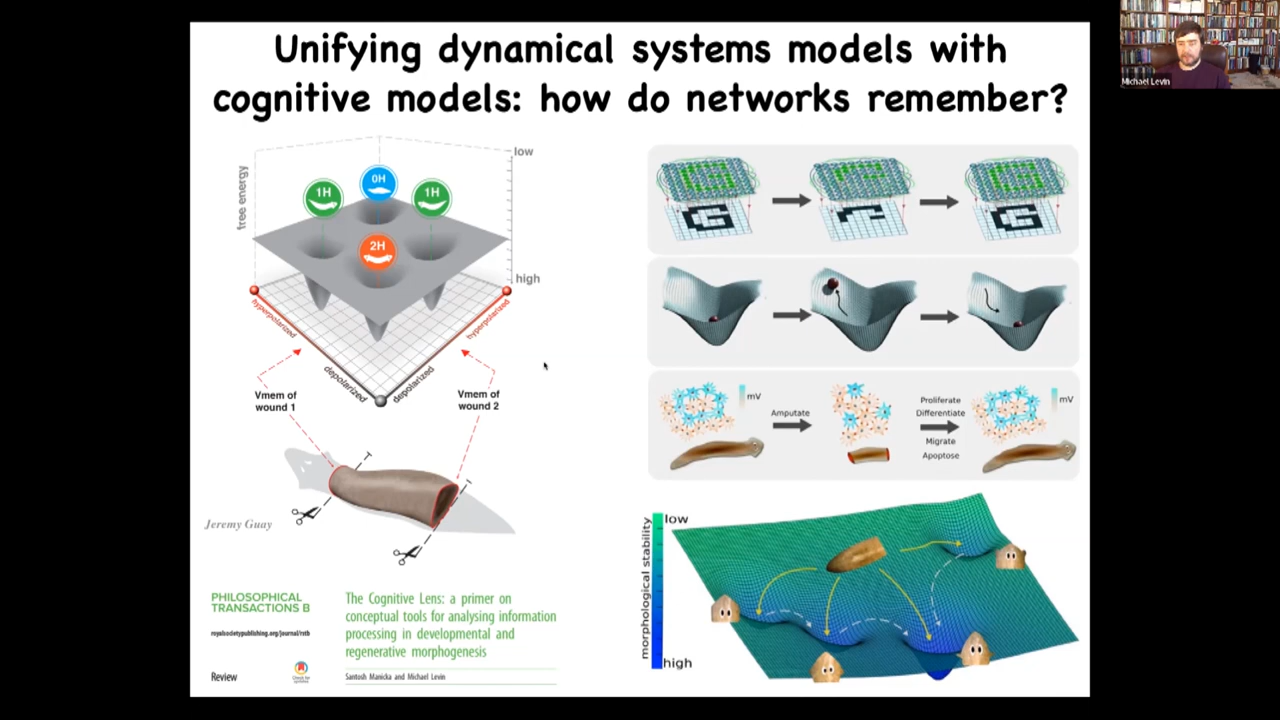 Unifying dynamical systems models with
cognitive models: how do networks remember?
Michael Levin
free energy
low
high
0H
1H
1H
2H
hyperpolarized
hyperpolarized
depolarized
depolarized
Vmem of
wound 1
Vmem of
wound 2
Jeremy Guay
PHILOSOPHICAL
TRANSACTIONS B
royalsocietypublishing.org/journal/rstb
Review
Check for
updates
The Cognitive Lens: a primer on
conceptual tools for analysing information
processing in developmental and
regenerative morphogenesis
Santosh Manicka and Michael Levin
mV
Amputate
Proliferate
Differentiate
Migrate
Apoptose
mV
morphological stability
low
high